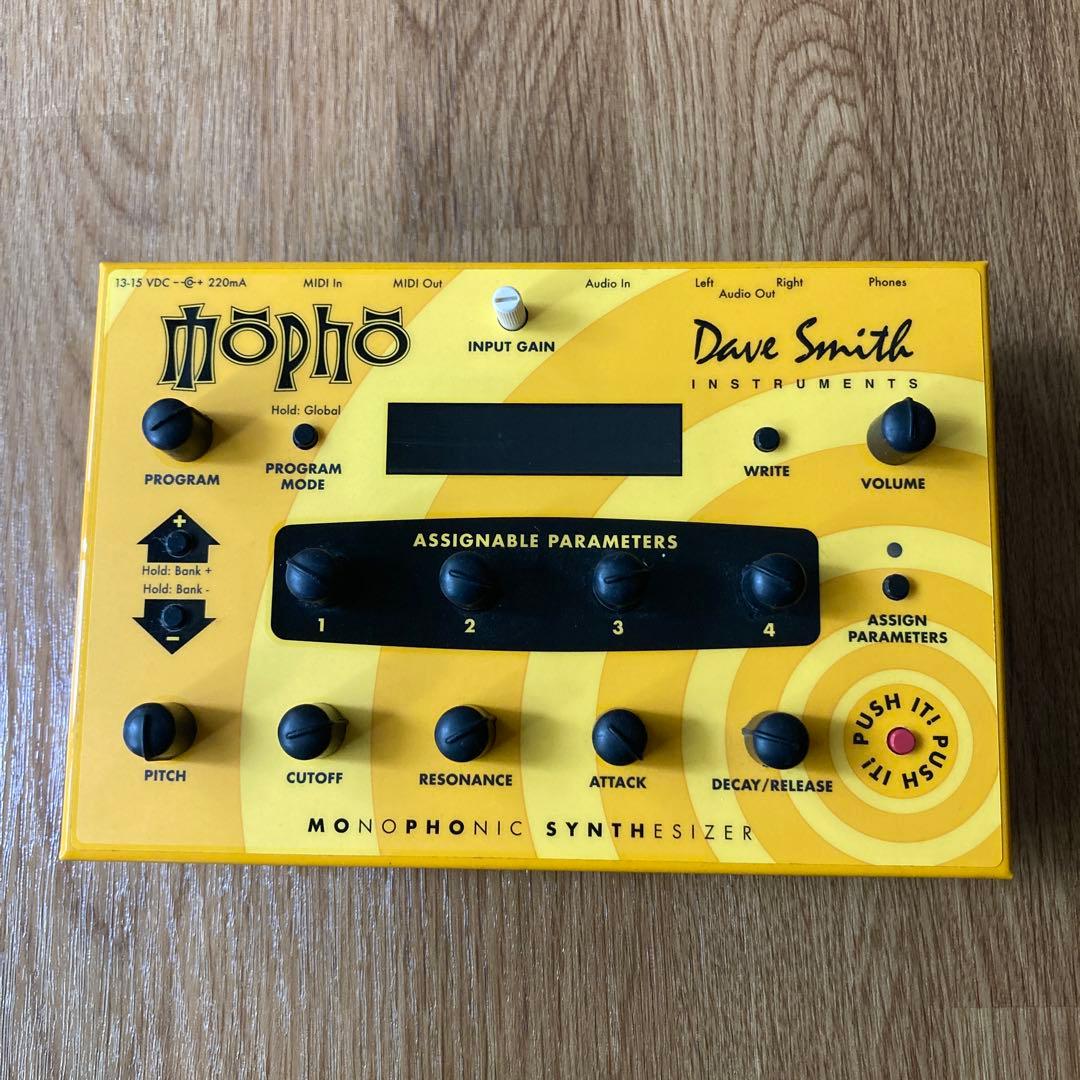 13-15 VDC 220mA
MIDI In
MIDI Out
Audio In
Left
Right
Audio Out
Phones
mōphō
INPUT GAIN
Dave Smith
INSTRUMENTS
PROGRAM
Hold: Global
PROGRAM
MODE
WRITE
VOLUME
+
Hold: Bank +
Hold: Bank -
-
ASSIGNABLE PARAMETERS
1
2
3
4
ASSIGN
PARAMETERS
PITCH
CUTOFF
RESONANCE
ATTACK
DECAY/RELEASE
PUSH IT! PUSH IT!
MONOPHONIC SYNTHESIZER